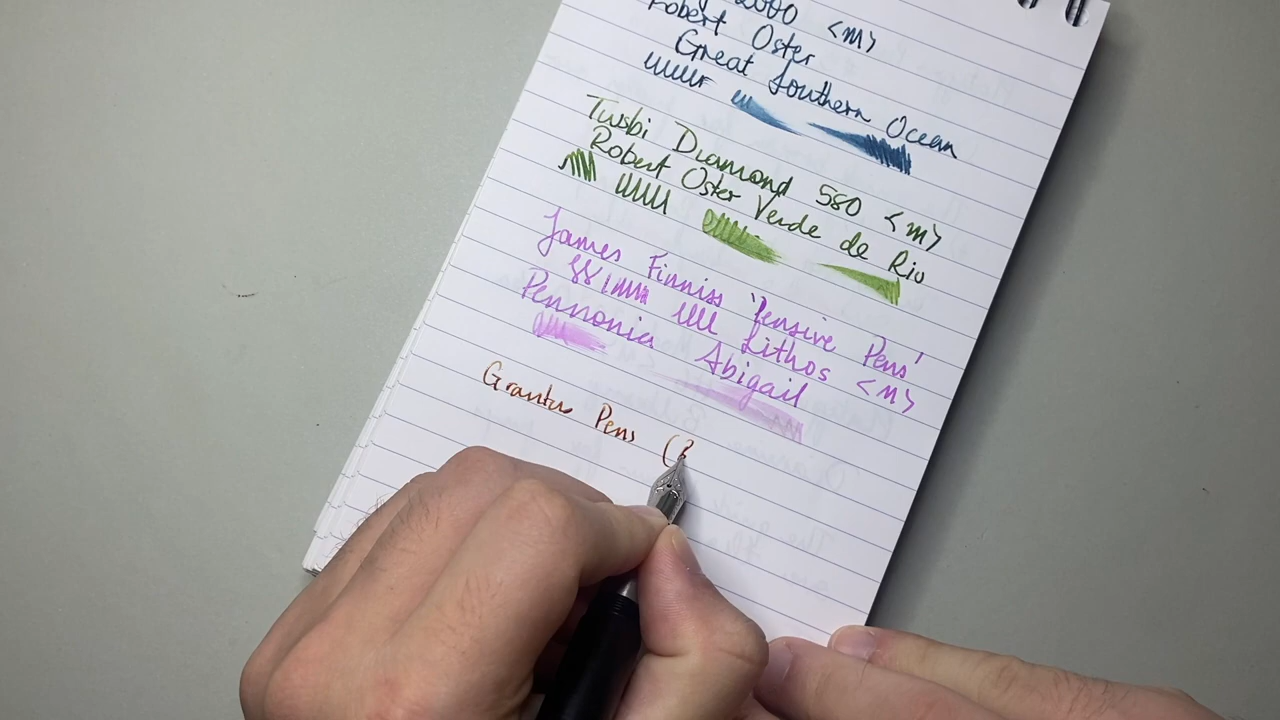 2000 <m>
Robert Oster
Great Southern Ocean
Twsbi Diamond 580 <m>
Robert Oster Verde de Rio
James Finniss 'Pensive Pens'
Lithos <m>
Pennonia Abigail
Pens (